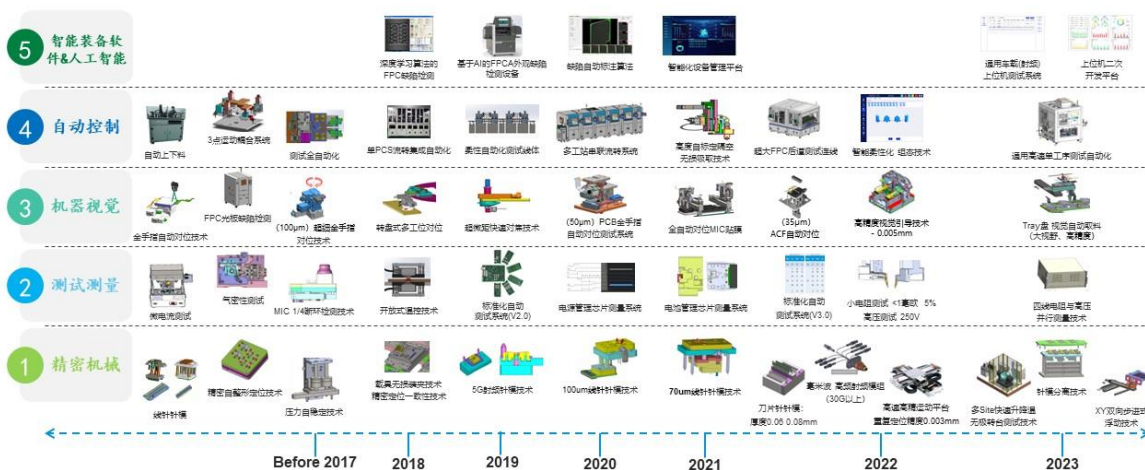 5
智能装备软
件&人工智能
深度学习算法的
FPC缺陷检测
基于AI的FPCA外观缺陷
检测设备
缺陷自动标注算法
智能化设备管理平台
通用车载(射频)
上位机测试系统
上位机二次
开发平台
4
自动控制
自动上下料
3点运动耦合系统
测试全自动化
单PCS流转集成自动化
柔性自动化测试线体
多工站串联流转系统
高度自标定隔空
无损吸取技术
超大FPC后道测试连线
智能柔性化 组态技术
通用高速单工序测试自动化
3
机器视觉
金手指自动对位技术
FPC光板缺陷检测
(100μm) 超细金手指
对位技术
转盘式多工位对位
超微矩快速对集技术
(50μm) PCB金手指
自动对位测试系统
全自动对位MIC贴膜
(35μm)
ACF自动对位
高精度视觉引导技术
- 0.005mm
Tray盘 视觉自动取料
(大视野、高精度)
2
测试测量
微电流测试
气密性测试
MIC 1/4断环检测技术
开放式温控技术
标准化自动
测试系统(V2.0)
电源管理芯片测量系统
电池管理芯片测量系统
标准化自动
测试系统(V3.0)
小电阻测试 <1毫欧 5%
高压测试 250V
四线电阻与高压
并行测量技术
1
精密机械
线针针模
精密自整形定位技术
压力自稳定技术
载具无损装夹技术
精密定位一致性技术
5G射频针模技术
100um线针针模技术
70um线针针模技术
刀片针针模:
厚度0.06 0.08mm
毫米波 高频射频模组
(30G以上)
高速高精运动平台
重复定位精度0.003mm
多Site快速升降温
无极转台测试技术
针模分离技术
XY双向步进式
浮动技术
Before 2017
2018
2019
2020
2021
2022
2023